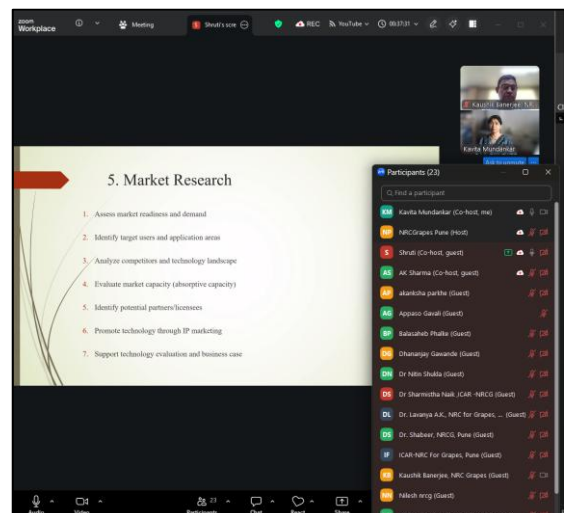 zoom
Workplace
Meeting
S Shruti's scre
REC
YouTube
00:37:31
Kaushik Banerjee, NR...
Kavita Mundankar
5. Market Research
1. Assess market readiness and demand
2. Identify target users and application areas
3. Analyze competitors and technology landscape
4. Evaluate market capacity (absorptive capacity)
5. Identify potential partners/licensees
6. Promote technology through IP marketing
7. Support technology evaluation and business case
Participants (23)
Find a participant
KM Kavita Mundankar (Co-host, me)
NP NRCGrapes Pune (Host)
S Shruti (Co-host, guest)
AS AK Sharma (Co-host, guest)
AP akanksha parkhe (Guest)
AG Appaso Gavali (Guest)
BP Balasaheb Phalke (Guest)
DG Dhananjay Gawande (Guest)
DN Dr Nitin Shukla (Guest)
DS Dr Sharmistha Naik ,ICAR -NRCG (Guest)
DL Dr. Lavanya A.K., NRC for Grapes, ... (Guest)
DS Dr. Shabeer, NRCG, Pune (Guest)
IF ICAR-NRC For Grapes, Pune (Guest)
KB Kaushik Banerjee, NRC Grapes (Guest)
NN Nilesh nrcg (Guest)
Audio
Video
23
Participants
Chat
React
Share